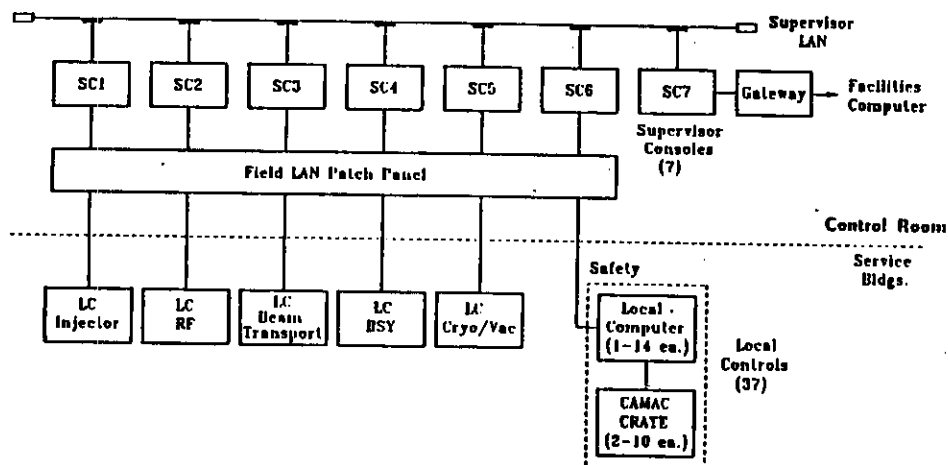 Supervisor
LAN
SC1
SC2
SC3
SC4
SC5
SC6
SC7
Gateway
Facilities
Computer
Supervisor
Consoles
(7)
Field LAN Patch Panel
Control Room
Service
Bldgs.
Safety
LC
Injector
LC
RF
LC
Beam
Transport
LC
BSY
LC
Cryo/Vac
Local
Computer
(1-14 ea.)
Local
Controls
(37)
CAMAC
CRATE
(2-10 ea.)